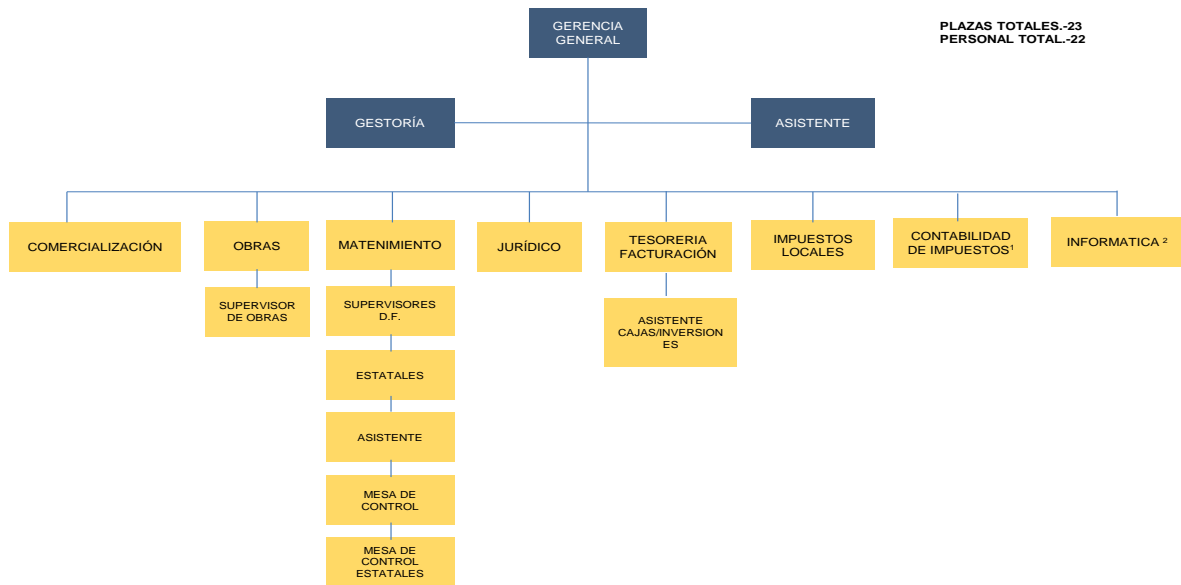 GERENCIA
GENERAL
PLAZAS TOTALES.-23
PERSONAL TOTAL.-22
GESTORÍA
ASISTENTE
COMERCIALIZACIÓN
OBRAS
MATENIMIENTO
JURÍDICO
TESORERIA
FACTURACIÓN
IMPUESTOS
LOCALES
CONTABILIDAD
DE IMPUESTOS¹
INFORMATICA ²
SUPERVISOR
DE OBRAS
SUPERVISORES
D.F.
ASISTENTE
CAJAS/INVERSION
ES
ESTATALES
ASISTENTE
MESA DE
CONTROL
MESA DE
CONTROL
ESTATALES